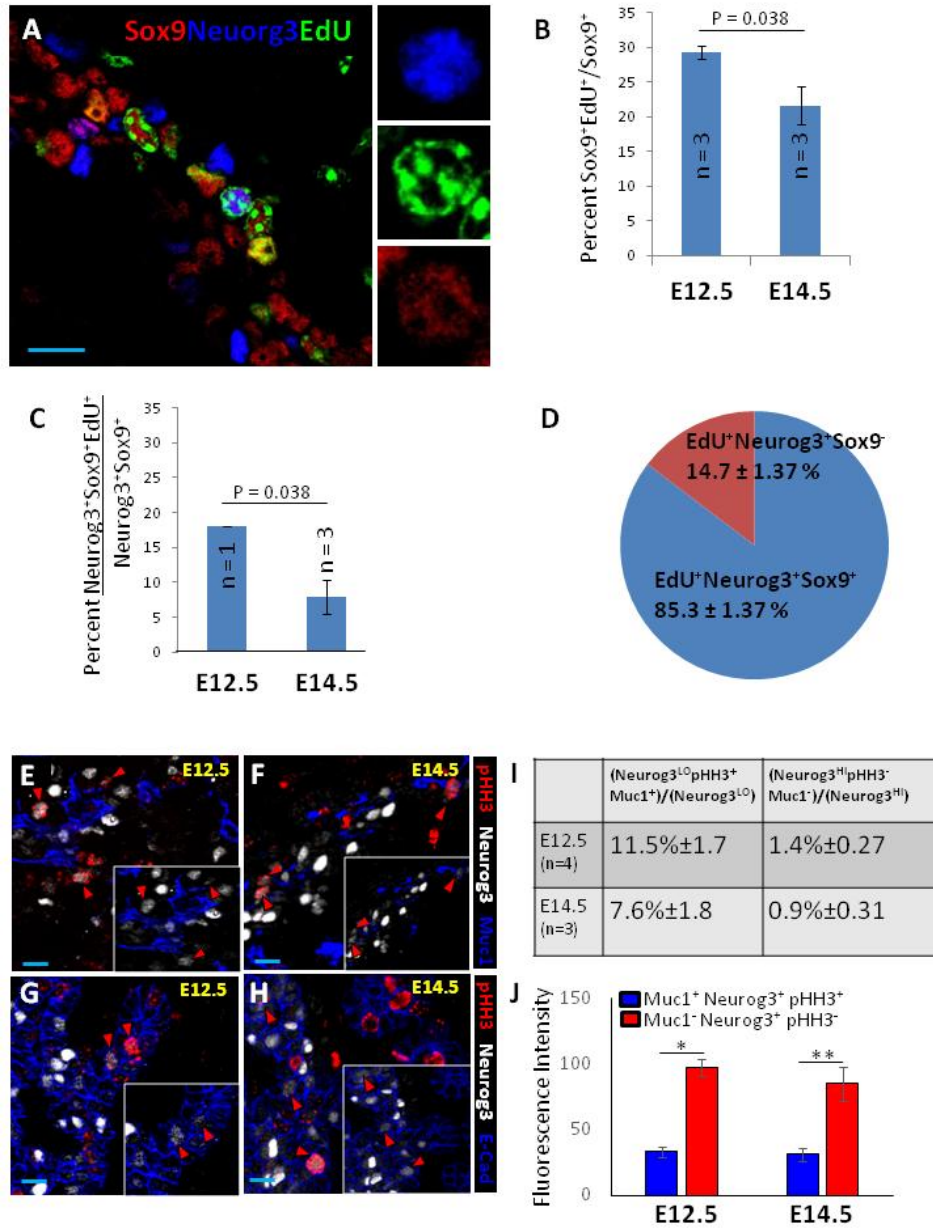 A
Sox9Neuorg3EdU
B
P = 0.038
Percent Sox9⁺EdU⁺/Sox9⁺
35
30
25
20
15
10
5
0
n = 3
n = 3
E12.5
E14.5
C
P = 0.038
Percent Neurog3⁺Sox9⁺EdU⁺
Neurog3⁺Sox9⁺
35
30
25
20
15
10
5
0
n = 1
n = 3
E12.5
E14.5
D
EdU⁺Neurog3⁺Sox9⁻
14.7 ± 1.37 %
EdU⁺Neurog3⁺Sox9⁺
85.3 ± 1.37 %
E
E12.5
F
E14.5
pHH3 Neurog3 Muc1
G
E12.5
H
E14.5
pHH3 Neurog3 E-Cad
I
(Neurog3ᴸᴼpHH3⁺
Muc1⁺)/(Neurog3ᴸᴼ)
(Neurog3ᴴᴵpHH3⁻
Muc1⁻)/(Neurog3ᴴᴵ)
E12.5
(n=4)
11.5%±1.7
1.4%±0.27
E14.5
(n=3)
7.6%±1.8
0.9%±0.31
J
Fluorescence Intensity
150
100
50
0
Muc1⁺ Neurog3⁺ pHH3⁺
Muc1⁻ Neurog3⁺ pHH3⁻
*
**
E12.5
E14.5